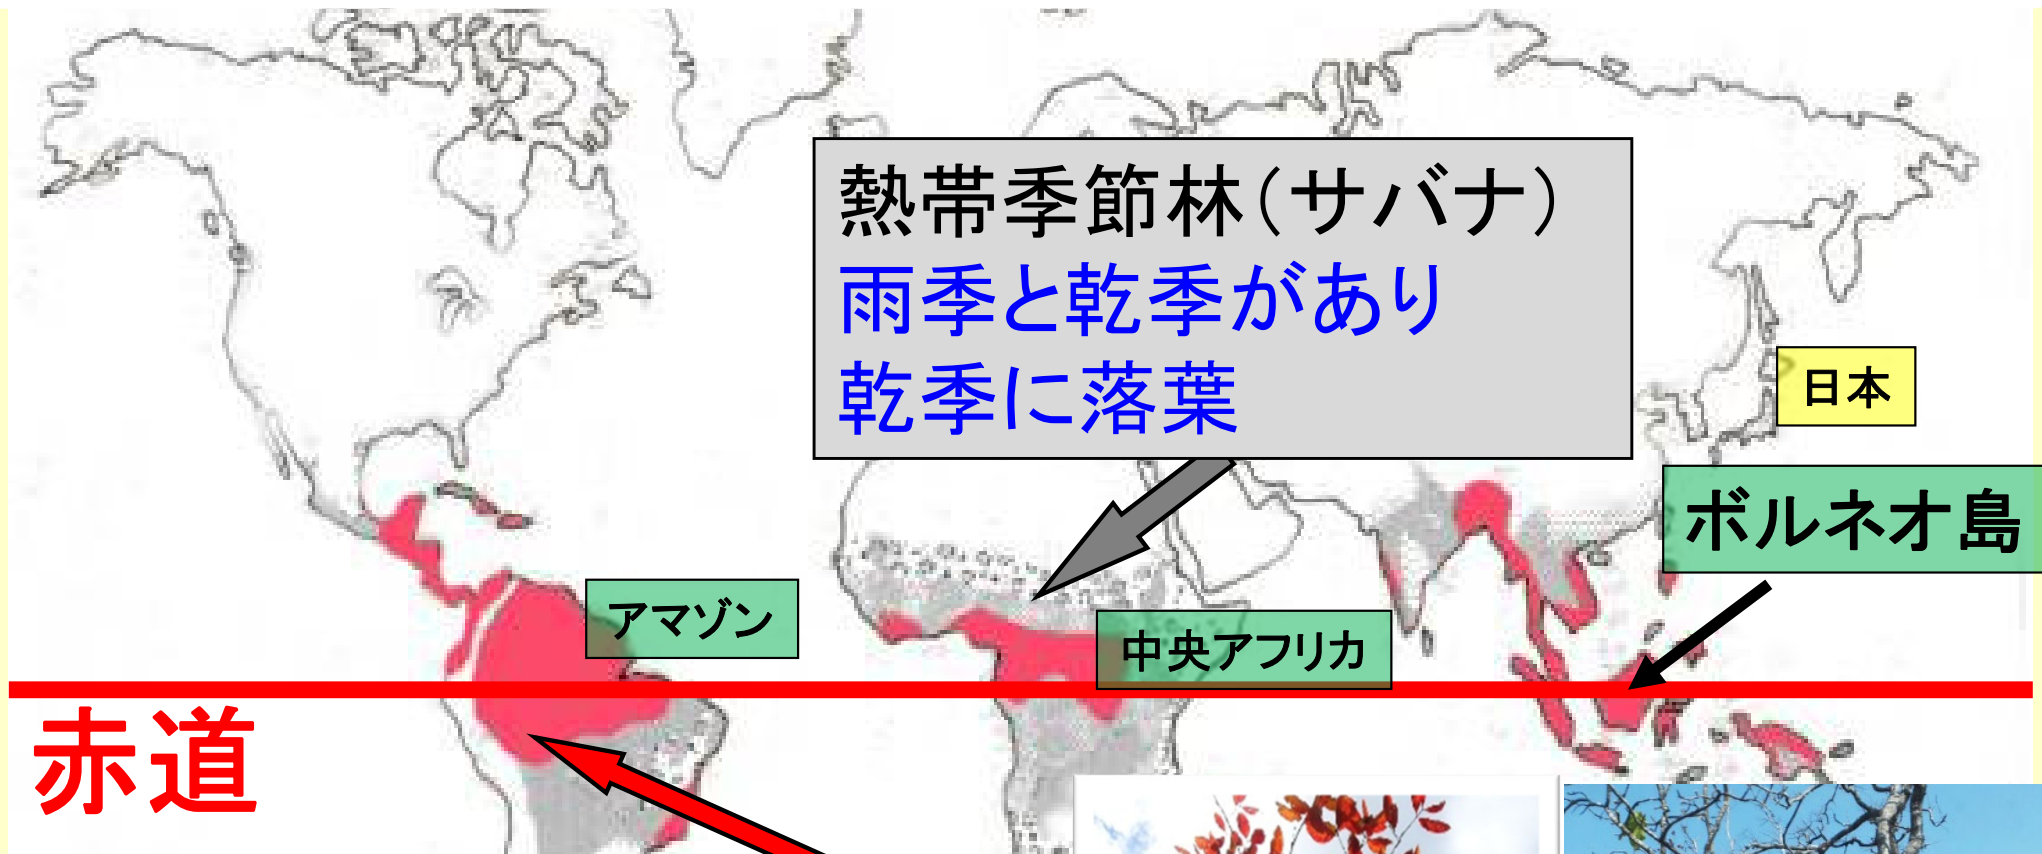 熱帯季節林（サバナ）
雨季と乾季があり
乾季に落葉
日本
ボルネオ島
アマゾン
中央アフリカ
赤道